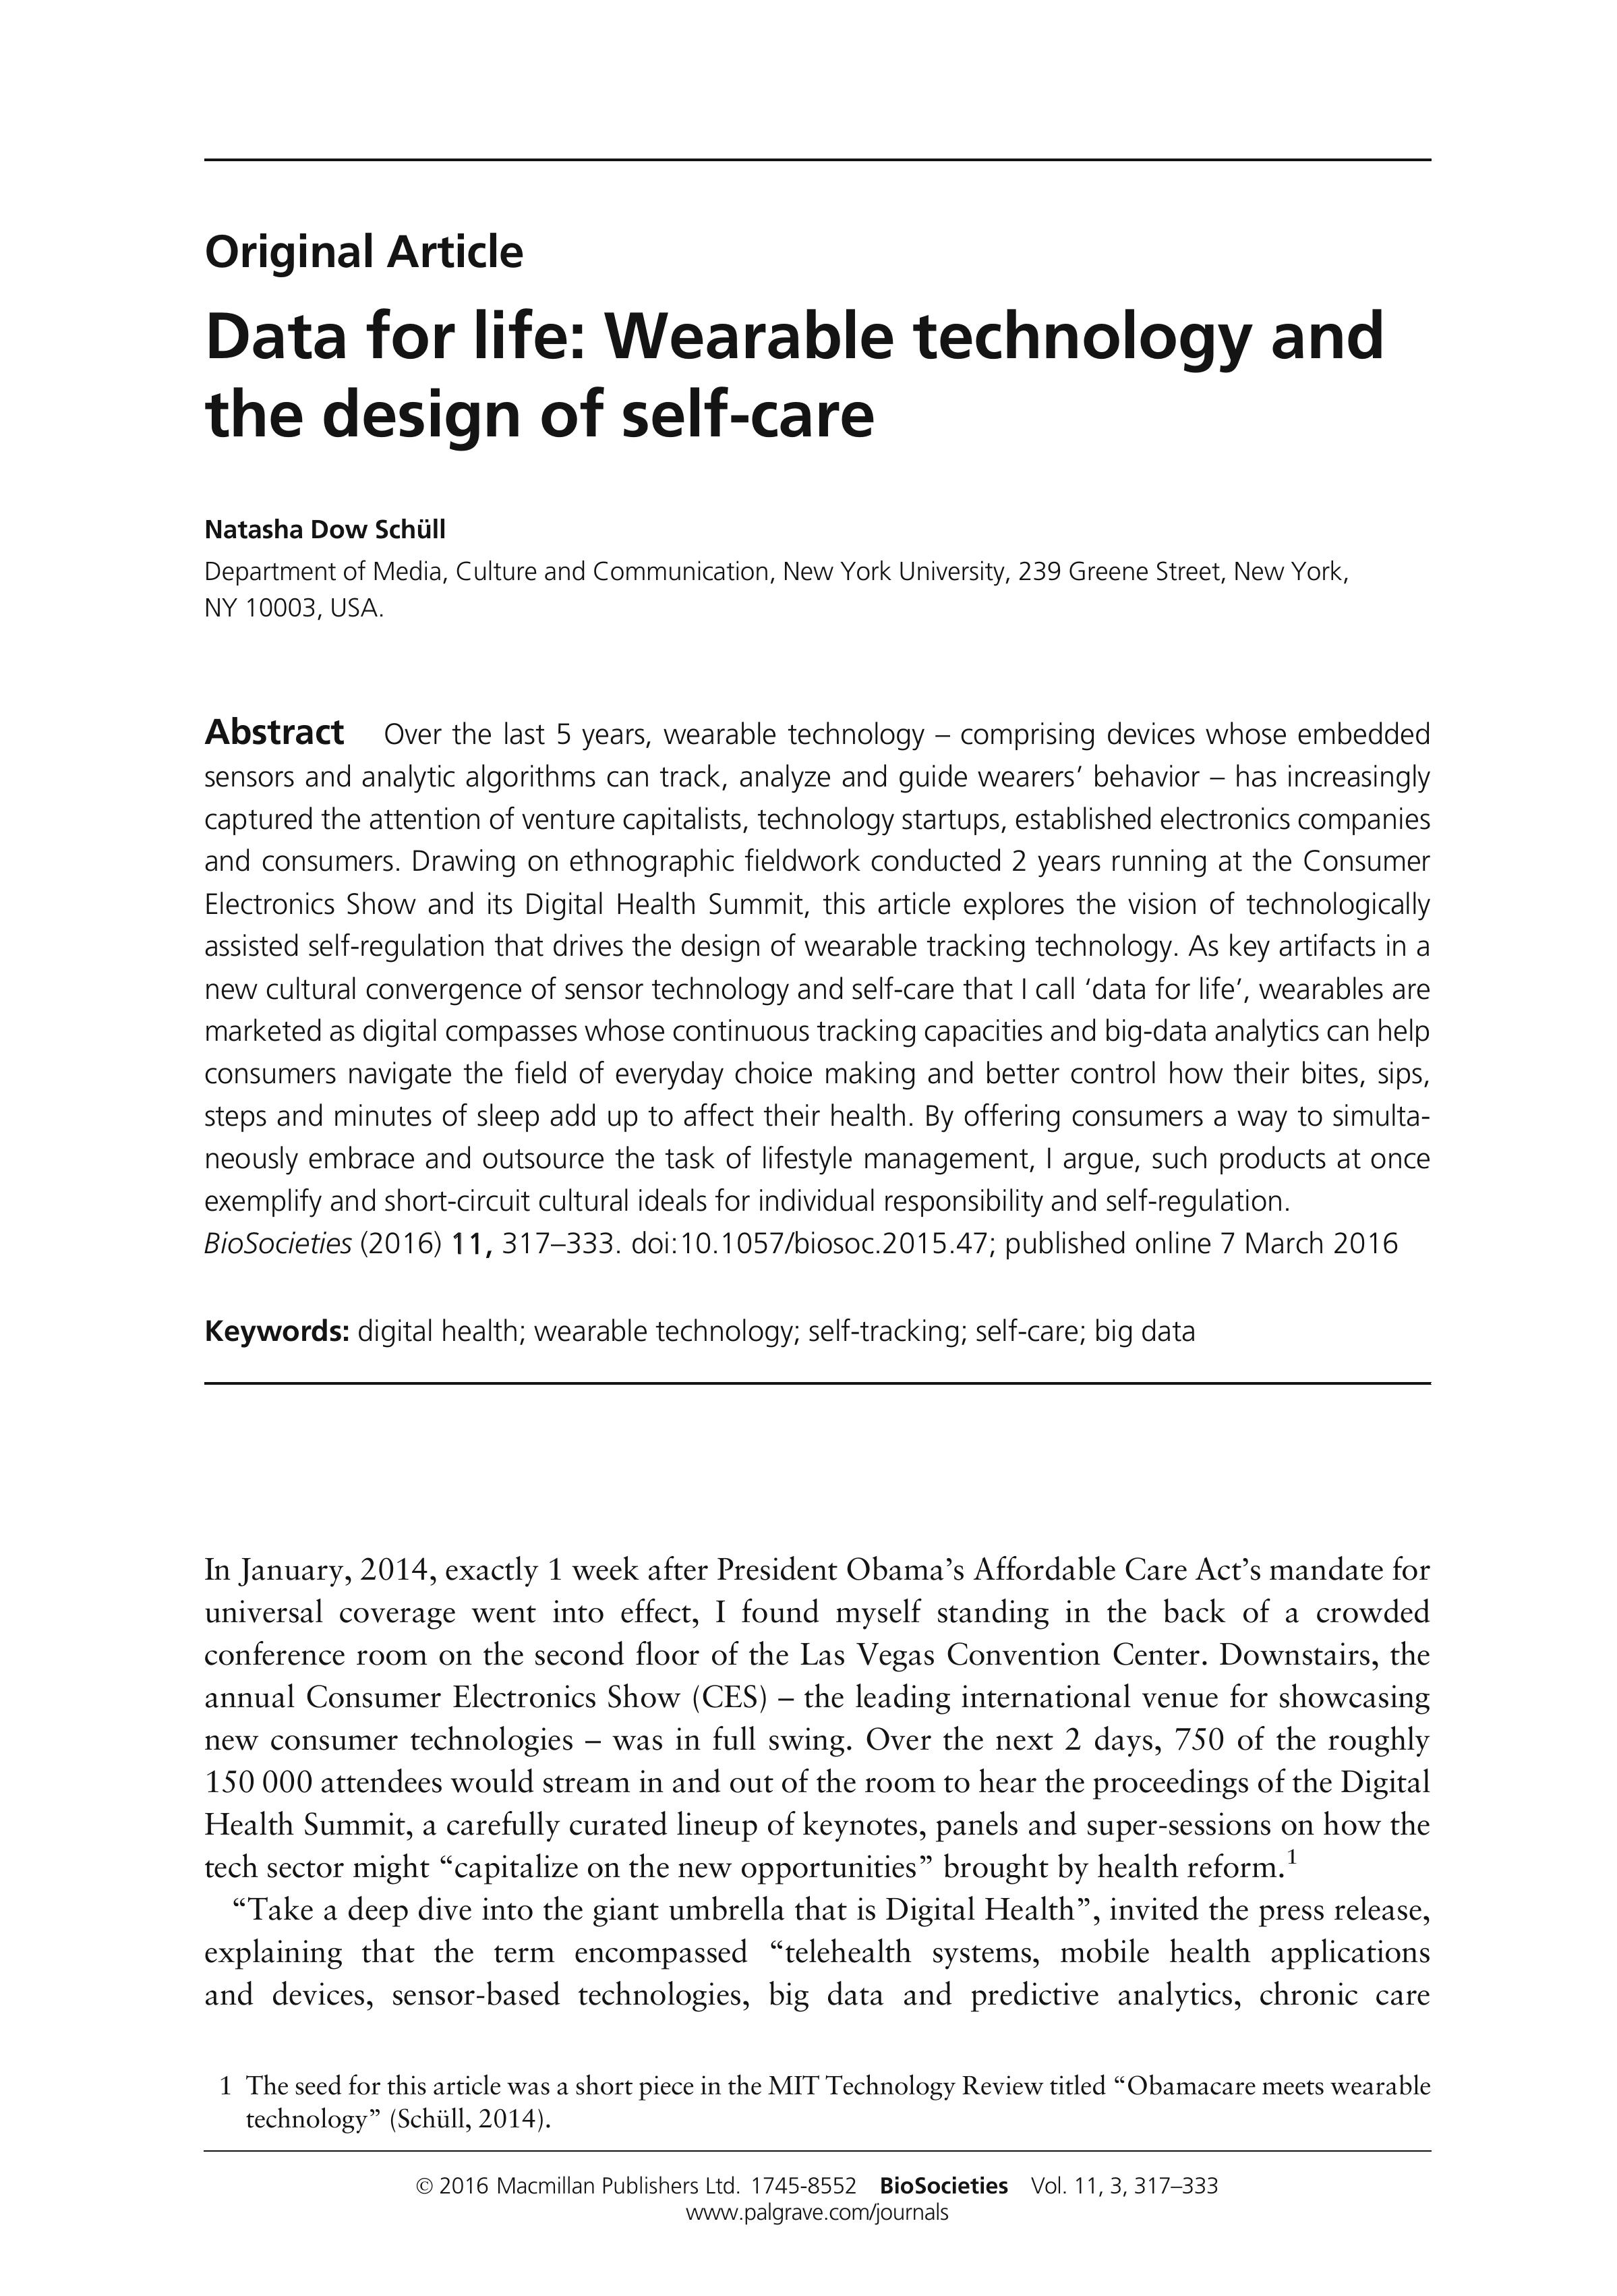 Original Article
Data for life: Wearable technology and
the design of self-care
Natasha Dow Schüll
Department of Media, Culture and Communication, New York University, 239 Greene Street, New York,
NY 10003, USA.
Abstract Over the last 5 years, wearable technology – comprising devices whose embedded
sensors and analytic algorithms can track, analyze and guide wearers’ behavior – has increasingly
captured the attention of venture capitalists, technology startups, established electronics companies
and consumers. Drawing on ethnographic fieldwork conducted 2 years running at the Consumer
Electronics Show and its Digital Health Summit, this article explores the vision of technologically
assisted self-regulation that drives the design of wearable tracking technology. As key artifacts in a
new cultural convergence of sensor technology and self-care that I call ‘data for life’, wearables are
marketed as digital compasses whose continuous tracking capacities and big-data analytics can help
consumers navigate the field of everyday choice making and better control how their bites, sips,
steps and minutes of sleep add up to affect their health. By offering consumers a way to simulta-
neously embrace and outsource the task of lifestyle management, I argue, such products at once
exemplify and short-circuit cultural ideals for individual responsibility and self-regulation.
BioSocieties (2016) 11, 317–333. doi:10.1057/biosoc.2015.47; published online 7 March 2016
Keywords: digital health; wearable technology; self-tracking; self-care; big data
In January, 2014, exactly 1 week after President Obama’s Affordable Care Act’s mandate for
universal coverage went into effect, I found myself standing in the back of a crowded
conference room on the second floor of the Las Vegas Convention Center. Downstairs, the
annual Consumer Electronics Show (CES) – the leading international venue for showcasing
new consumer technologies – was in full swing. Over the next 2 days, 750 of the roughly
150 000 attendees would stream in and out of the room to hear the proceedings of the Digital
Health Summit, a carefully curated lineup of keynotes, panels and super-sessions on how the
tech sector might “capitalize on the new opportunities” brought by health reform.1
“Take a deep dive into the giant umbrella that is Digital Health”, invited the press release,
explaining that the term encompassed “telehealth systems, mobile health applications
and devices, sensor-based technologies, big data and predictive analytics, chronic care
1 The seed for this article was a short piece in the MIT Technology Review titled “Obamacare meets wearable
technology” (Schüll, 2014).
© 2016 Macmillan Publishers Ltd. 1745-8552 BioSocieties Vol. 11, 3, 317–333
www.palgrave.com/journals